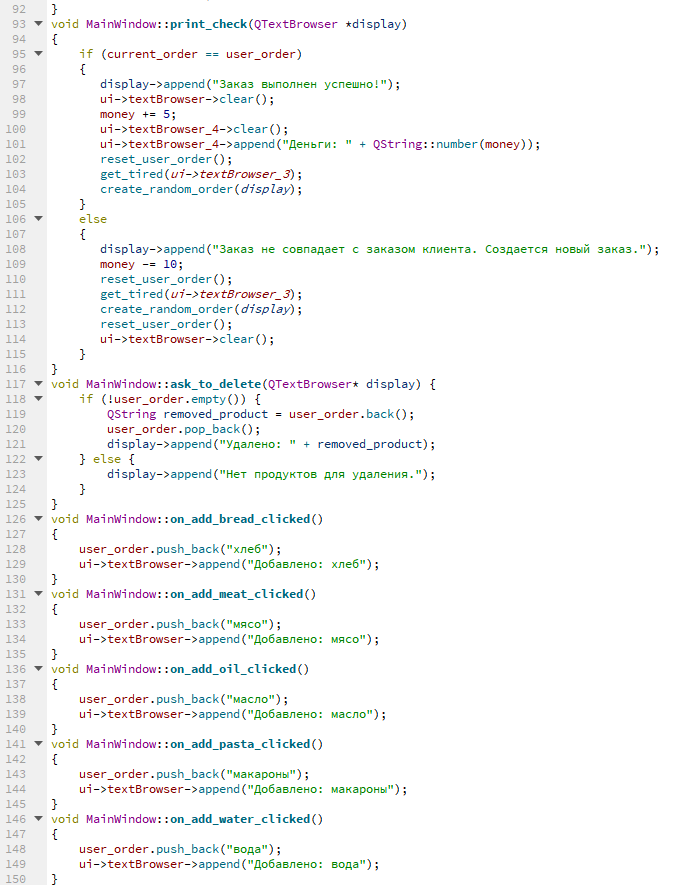 92 }
93 void MainWindow::print_check(QTextBrowser *display)
94 {
95 if (current_order == user_order)
96 {
97 display->append("Заказ выполнен успешно!");
98 ui->textBrowser->clear();
99 money += 5;
100 ui->textBrowser_4->clear();
101 ui->textBrowser_4->append("Деньги: " + QString::number(money));
102 reset_user_order();
103 get_tired(ui->textBrowser_3);
104 create_random_order(display);
105 }
106 else
107 {
108 display->append("Заказ не совпадает с заказом клиента. Создается новый заказ.");
109 money -= 10;
110 reset_user_order();
111 get_tired(ui->textBrowser_3);
112 create_random_order(display);
113 reset_user_order();
114 ui->textBrowser->clear();
115 }
116 }
117 void MainWindow::ask_to_delete(QTextBrowser* display) {
118 if (!user_order.empty()) {
119 QString removed_product = user_order.back();
120 user_order.pop_back();
121 display->append("Удалено: " + removed_product);
122 } else {
123 display->append("Нет продуктов для удаления.");
124 }
125 }
126 void MainWindow::on_add_bread_clicked()
127 {
128 user_order.push_back("хлеб");
129 ui->textBrowser->append("Добавлено: хлеб");
130 }
131 void MainWindow::on_add_meat_clicked()
132 {
133 user_order.push_back("мясо");
134 ui->textBrowser->append("Добавлено: мясо");
135 }
136 void MainWindow::on_add_oil_clicked()
137 {
138 user_order.push_back("масло");
139 ui->textBrowser->append("Добавлено: масло");
140 }
141 void MainWindow::on_add_pasta_clicked()
142 {
143 user_order.push_back("макароны");
144 ui->textBrowser->append("Добавлено: макароны");
145 }
146 void MainWindow::on_add_water_clicked()
147 {
148 user_order.push_back("вода");
149 ui->textBrowser->append("Добавлено: вода");
150 }